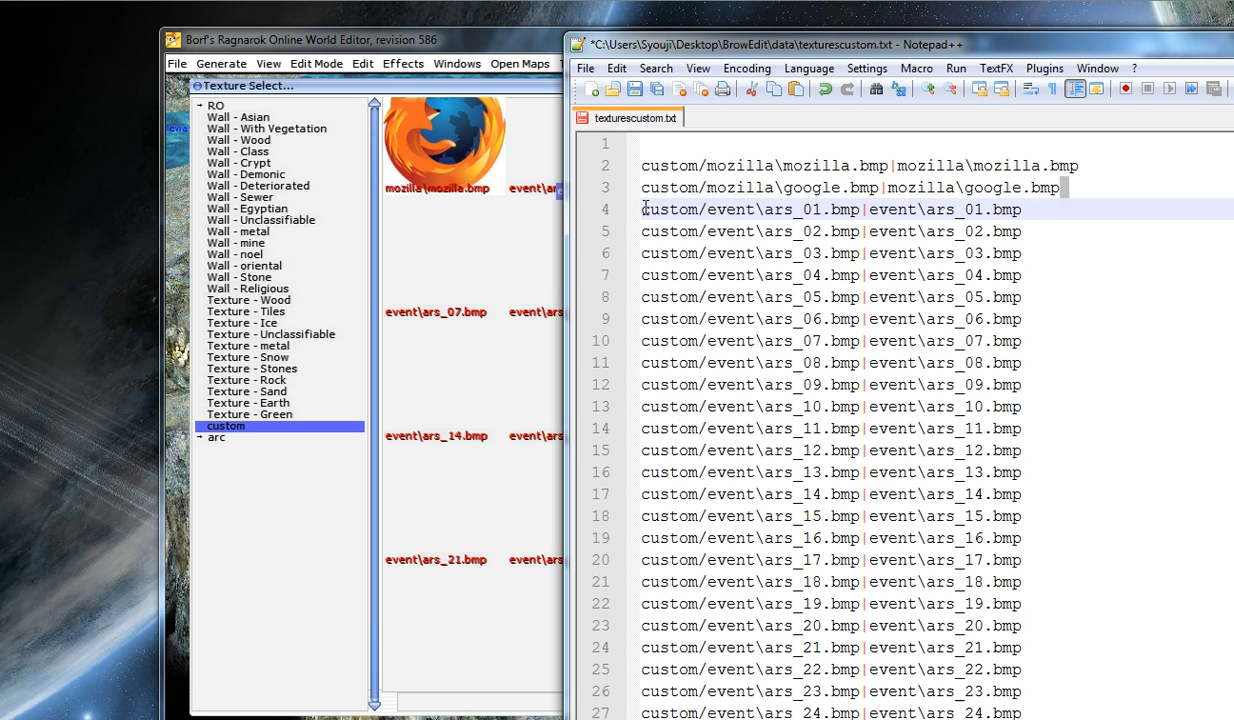 Borf's Ragnarok Online World Editor, revision 586
File Generate View Edit Mode Edit Effects Windows Open Maps
Texture Select...
RO
Wall - Asian
Wall - With Vegetation
Wall - Wood
Wall - Class
Wall - Crypt
Wall - Demonic
Wall - Deteriorated
Wall - Sewer
Wall - Egyptian
Wall - Unclassifiable
Wall - metal
Wall - mine
Wall - noel
Wall - oriental
Wall - Stone
Wall - Religious
Texture - Wood
Texture - Tiles
Texture - Ice
Texture - Unclassifiable
Texture - metal
Texture - Snow
Texture - Stones
Texture - Rock
Texture - Sand
Texture - Earth
Texture - Green
custom
arc
mozilla\mozilla.bmp event\ar
event\ars_07.bmp event\ars
event\ars_14.bmp event\ars
event\ars_21.bmp event\ars
*C:\Users\Syouji\Desktop\BrowEdit\data\texturescustom.txt - Notepad++
File Edit Search View Encoding Language Settings Macro Run TextFX Plugins Window ?
texturescustom.txt
1
2 custom/mozilla\mozilla.bmp|mozilla\mozilla.bmp
3 custom/mozilla\google.bmp|mozilla\google.bmp
4 custom/event\ars_01.bmp|event\ars_01.bmp
5 custom/event\ars_02.bmp|event\ars_02.bmp
6 custom/event\ars_03.bmp|event\ars_03.bmp
7 custom/event\ars_04.bmp|event\ars_04.bmp
8 custom/event\ars_05.bmp|event\ars_05.bmp
9 custom/event\ars_06.bmp|event\ars_06.bmp
10 custom/event\ars_07.bmp|event\ars_07.bmp
11 custom/event\ars_08.bmp|event\ars_08.bmp
12 custom/event\ars_09.bmp|event\ars_09.bmp
13 custom/event\ars_10.bmp|event\ars_10.bmp
14 custom/event\ars_11.bmp|event\ars_11.bmp
15 custom/event\ars_12.bmp|event\ars_12.bmp
16 custom/event\ars_13.bmp|event\ars_13.bmp
17 custom/event\ars_14.bmp|event\ars_14.bmp
18 custom/event\ars_15.bmp|event\ars_15.bmp
19 custom/event\ars_16.bmp|event\ars_16.bmp
20 custom/event\ars_17.bmp|event\ars_17.bmp
21 custom/event\ars_18.bmp|event\ars_18.bmp
22 custom/event\ars_19.bmp|event\ars_19.bmp
23 custom/event\ars_20.bmp|event\ars_20.bmp
24 custom/event\ars_21.bmp|event\ars_21.bmp
25 custom/event\ars_22.bmp|event\ars_22.bmp
26 custom/event\ars_23.bmp|event\ars_23.bmp
27 custom/event\ars_24.bmp|event\ars_24.bmp